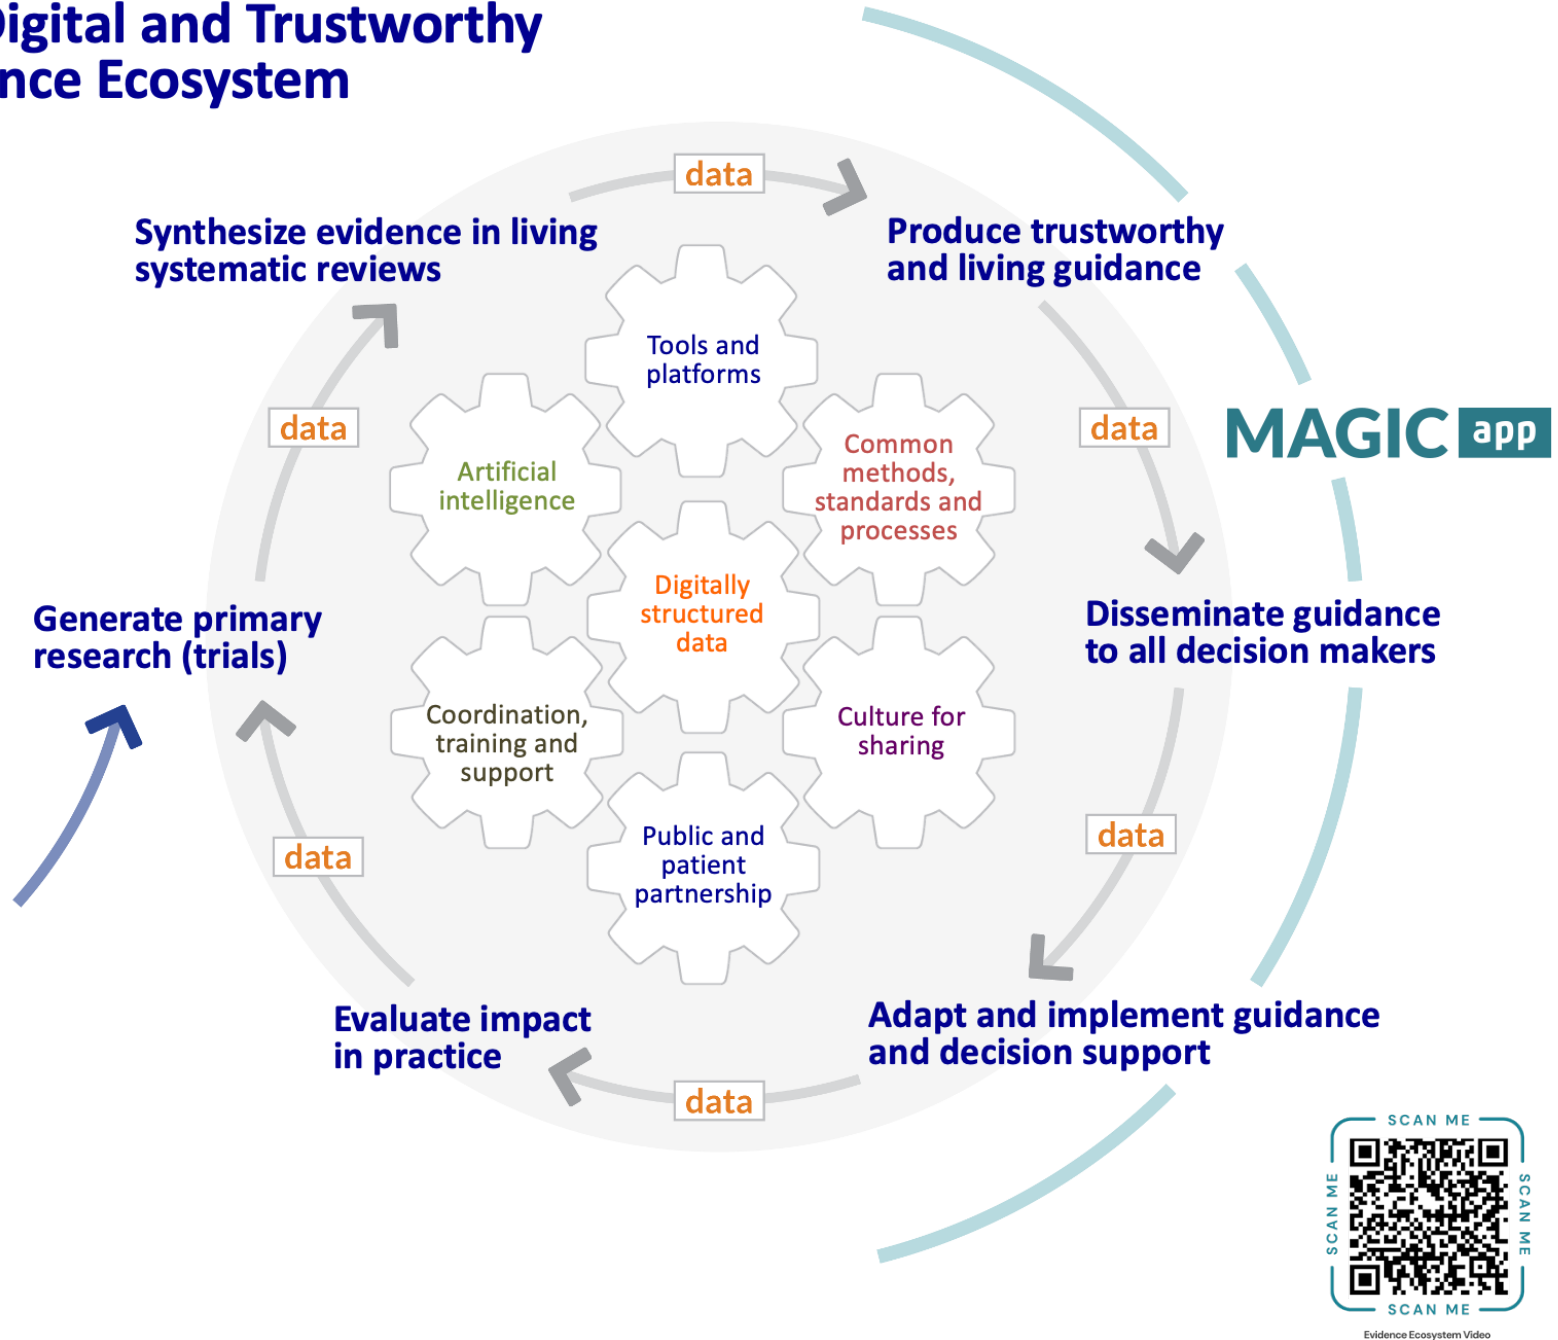 igital and Trustworthy
nce Ecosystem
data
Synthesize evidence in living
systematic reviews
Produce trustworthy
and living guidance
Tools and
platforms
data
data
MAGIC app
Artificial
intelligence
Common
methods,
standards and
processes
Digitally
structured
data
Generate primary
research (trials)
Disseminate guidance
to all decision makers
Coordination,
training and
support
Culture for
sharing
data
data
Public and
patient
partnership
Evaluate impact
in practice
Adapt and implement guidance
and decision support
data
SCAN ME
SCAN ME
SCAN ME
SCAN ME
Evidence Ecosystem Video